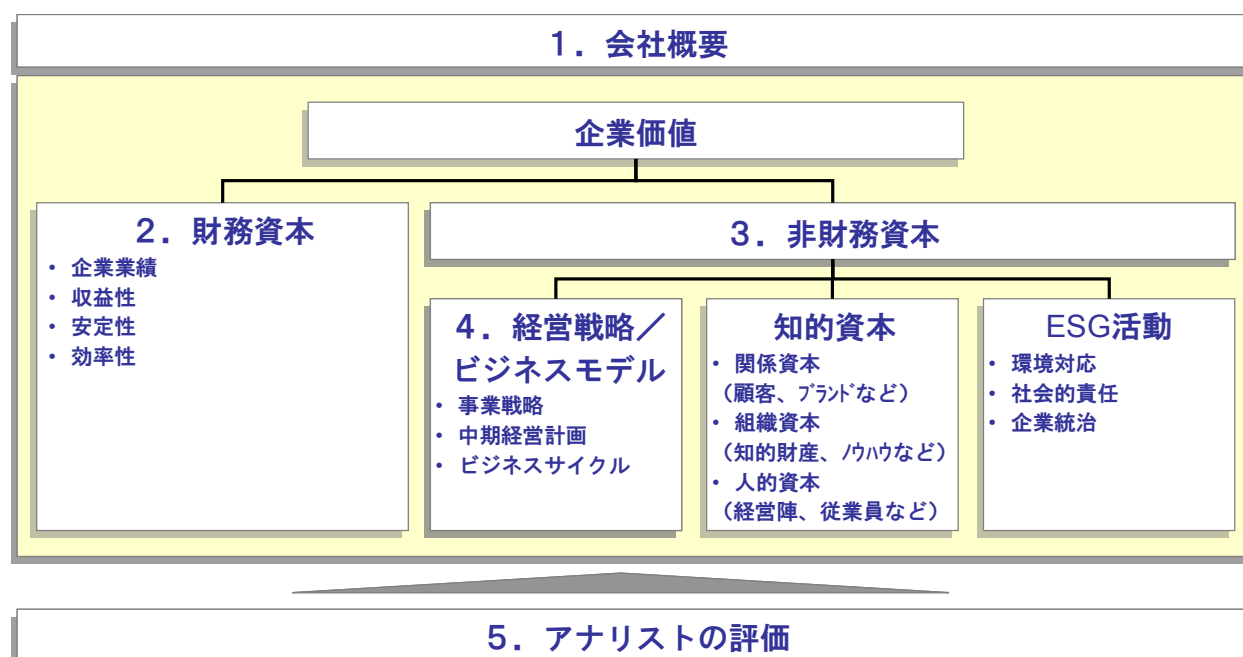 １．会社概要
企業価値
２．財務資本
・ 企業業績
・ 収益性
・ 安定性
・ 効率性
３．非財務資本
４．経営戦略／
ビジネスモデル
・ 事業戦略
・ 中期経営計画
・ ビジネスサイクル
知的資本
・ 関係資本
（顧客、ﾌﾞﾗﾝﾄﾞなど）
・ 組織資本
（知的財産、ﾉｳﾊｳなど）
・ 人的資本
（経営陣、従業員など）
ESG活動
・ 環境対応
・ 社会的責任
・ 企業統治
５．アナリストの評価